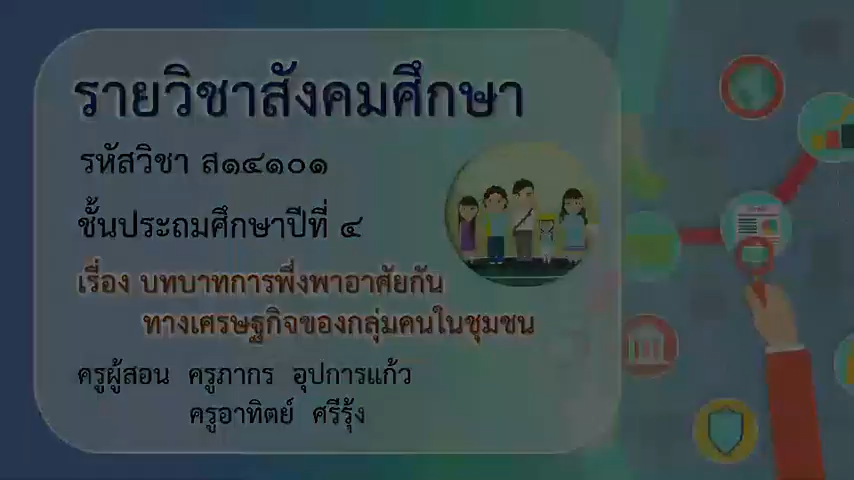 รายวิชาสังคมศึกษา
รหัสวิชา ส๑๔๑๐๑
ชั้นประถมศึกษาปีที่ ๔
เรื่อง บทบาทการพึ่งพาอาศัยกัน
ทางเศรษฐกิจของกลุ่มคนในชุมชน
ครูผู้สอน ครูภากร อุปการแก้ว
ครูอาทิตย์ ศรีรุ้ง